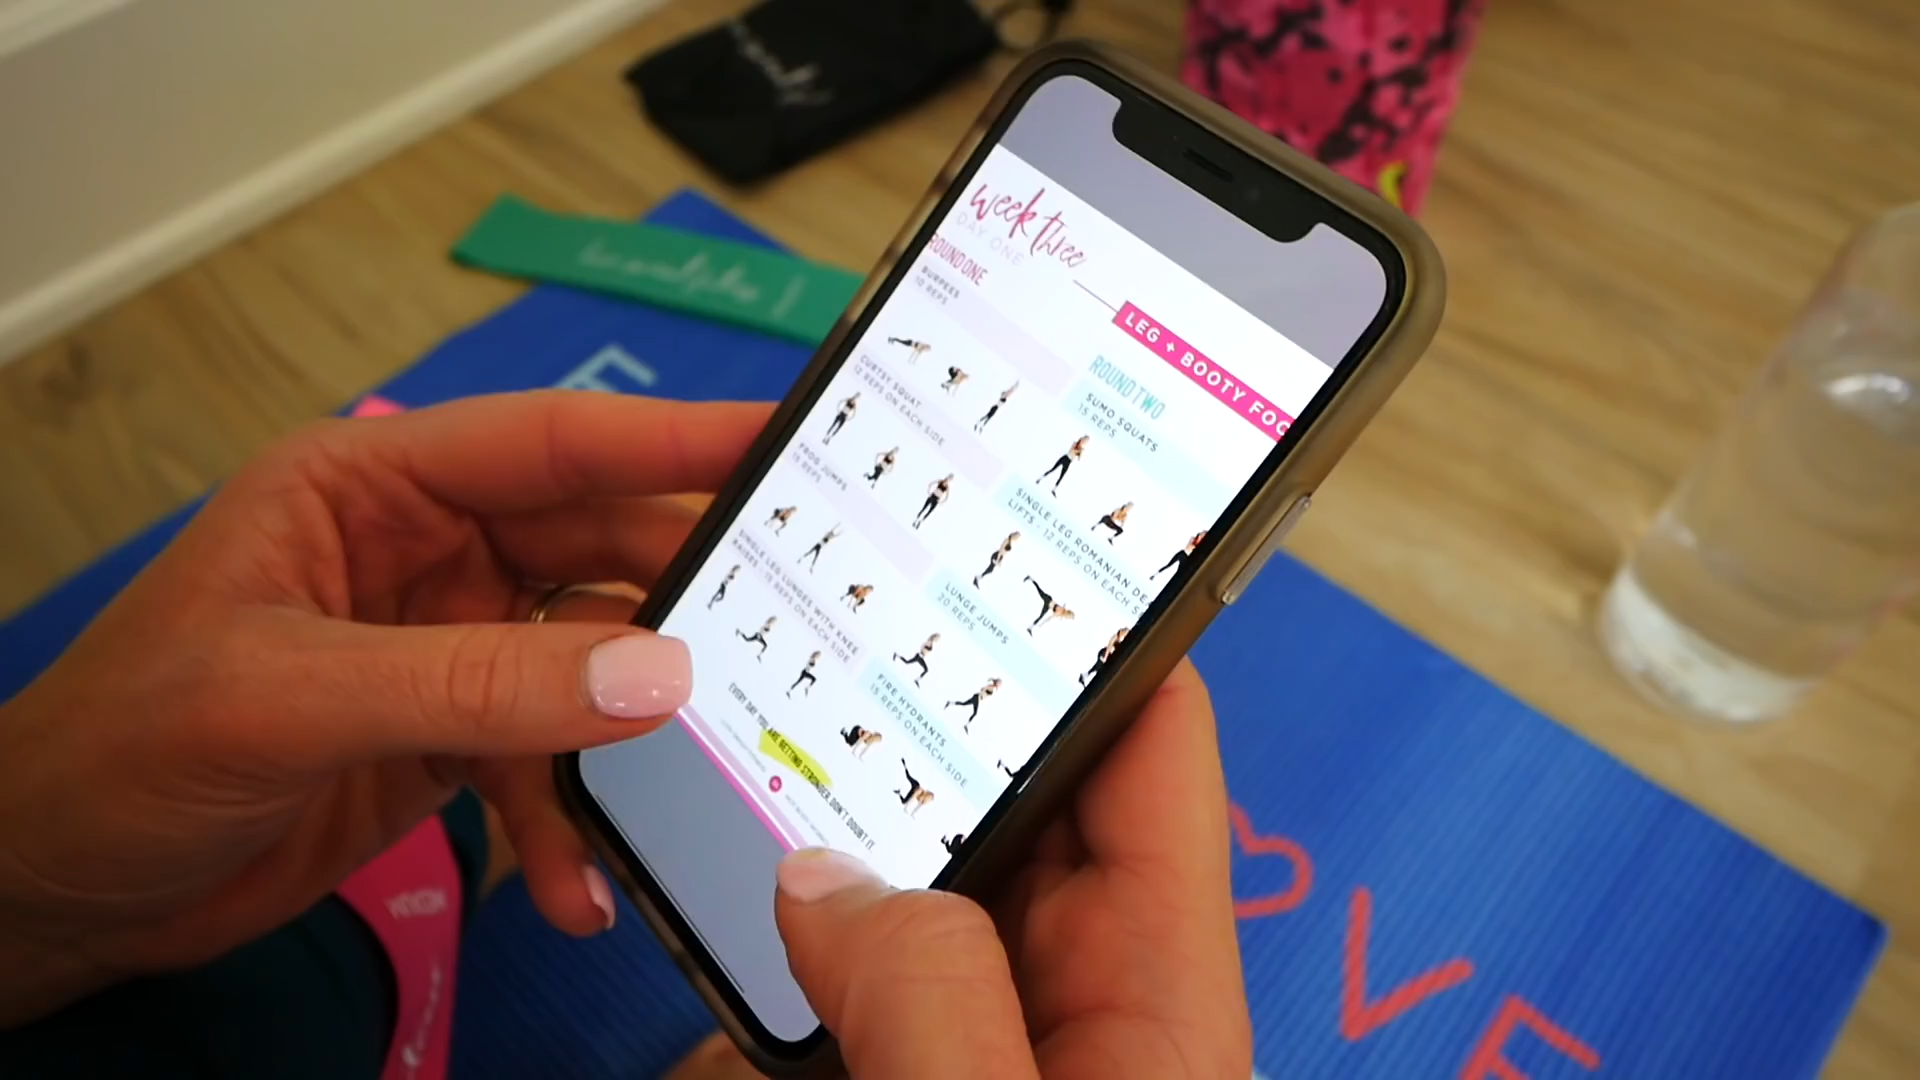 week three
DAY ONE
LEG + BOOTY FOC
ROUND ONE
BURPEES
10 REPS
CURTSY SQUAT
12 REPS ON EACH SIDE
FROG JUMPS
15 REPS
SINGLE LEG LUNGES WITH KNEE
RAISES - 15 REPS ON EACH SIDE
ROUND TWO
SUMO SQUATS
15 REPS
SINGLE LEG ROMANIAN DE
LIFTS - 12 REPS ON EACH S
LUNGE JUMPS
20 REPS
FIRE HYDRANTS
15 REPS ON EACH SIDE
EVERY DAY YOU ARE GETTING STRONGER. DON'T DOUBT IT.
E
VE
MEDIUM